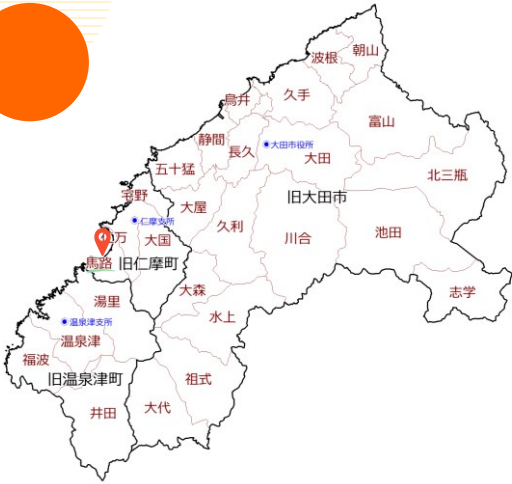 朝山
波根
久手
鳥井
富山
静間
長久
大田市役所
大田
五十猛
北三瓶
宅野
旧大田市
大屋
仁摩支所
久利
川合
池田
万
大国
馬路
旧仁摩町
大森
志学
湯里
水上
温泉津支所
温泉津
福波
旧温泉津町
祖式
井田
大代